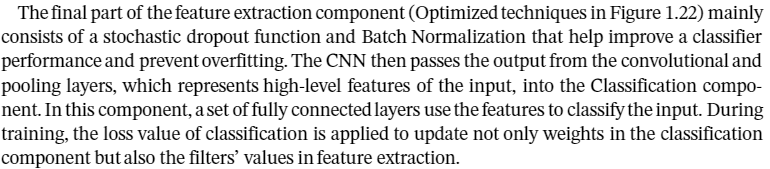 The final part of the feature extraction component (Optimized techniques in Figure 1.22) mainly
consists of a stochastic dropout function and Batch Normalization that help improve a classifier
performance and prevent overfitting. The CNN then passes the output from the convolutional and
pooling layers, which represents high-level features of the input, into the Classification compo-
nent. In this component, a set of fully connected layers use the features to classify the input. During
training, the loss value of classification is applied to update not only weights in the classification
component but also the filters’ values in feature extraction.